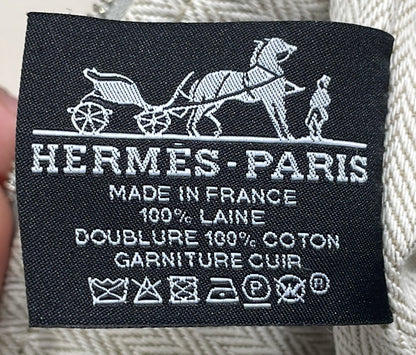 HERMÈS-PARIS
MADE IN FRANCE
100% LAINE
DOUBLURE 100% COTON
GARNITURE CUIR
P W ®